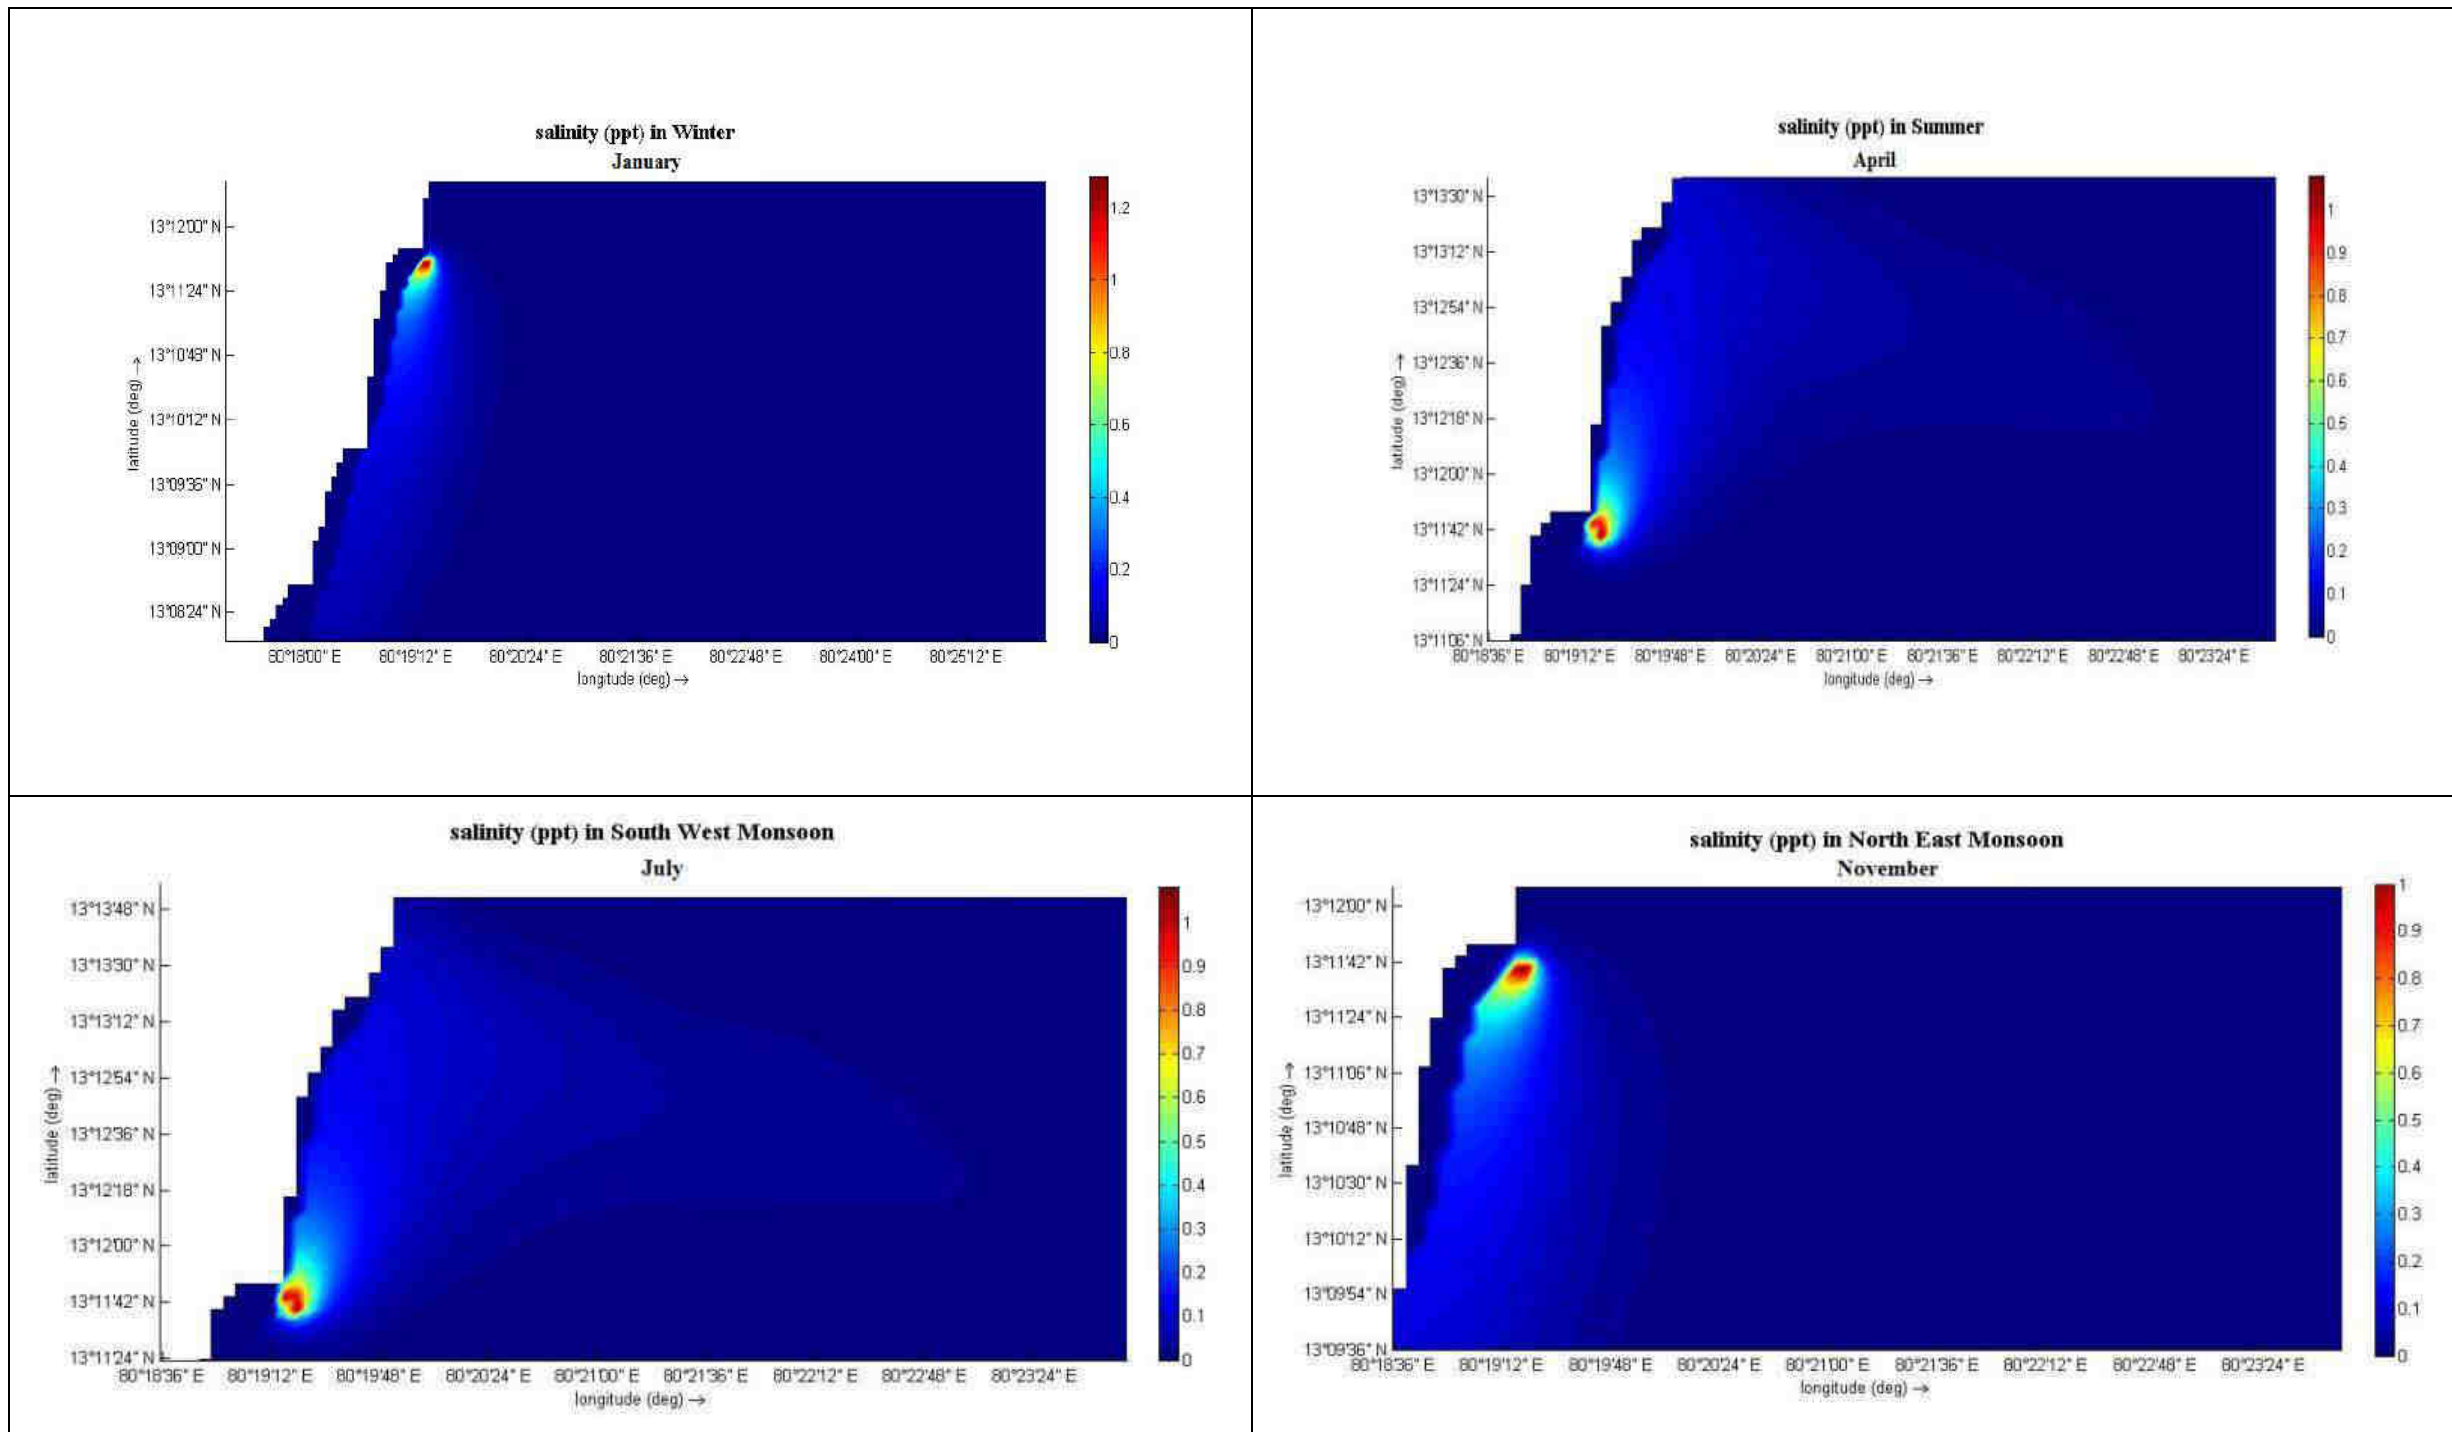 salinity (ppt) in Winter
January
13°12'00" N
13°11'24" N
13°10'48" N
13°10'12" N
13°09'36" N
13°09'00" N
13°08'24" N
latitude (deg) →
80°18'00" E 80°19'12" E 80°20'24" E 80°21'36" E 80°22'48" E 80°24'00" E 80°25'12" E
longitude (deg) →
1.2
1
0.8
0.6
0.4
0.2
0
salinity (ppt) in Summer
April
13°13'30" N
13°13'12" N
13°12'54" N
13°12'36" N
13°12'18" N
13°12'00" N
13°11'42" N
13°11'24" N
13°11'06" N
latitude (deg) →
80°18'36" E 80°19'12" E 80°19'48" E 80°20'24" E 80°21'00" E 80°21'36" E 80°22'12" E 80°22'48" E 80°23'24" E
longitude (deg) →
1
0.9
0.8
0.7
0.6
0.5
0.4
0.3
0.2
0.1
0
salinity (ppt) in South West Monsoon
July
13°13'48" N
13°13'30" N
13°13'12" N
13°12'54" N
13°12'36" N
13°12'18" N
13°12'00" N
13°11'42" N
13°11'24" N
latitude (deg) →
80°18'36" E 80°19'12" E 80°19'48" E 80°20'24" E 80°21'00" E 80°21'36" E 80°22'12" E 80°22'48" E 80°23'24" E
longitude (deg) →
1
0.9
0.8
0.7
0.6
0.5
0.4
0.3
0.2
0.1
0
salinity (ppt) in North East Monsoon
November
13°12'00" N
13°11'42" N
13°11'24" N
13°11'06" N
13°10'48" N
13°10'30" N
13°10'12" N
13°09'54" N
13°09'36" N
latitude (deg) →
80°18'36" E 80°19'12" E 80°19'48" E 80°20'24" E 80°21'00" E 80°21'36" E 80°22'12" E 80°22'48" E 80°23'24" E
longitude (deg) →
1
0.9
0.8
0.7
0.6
0.5
0.4
0.3
0.2
0.1
0